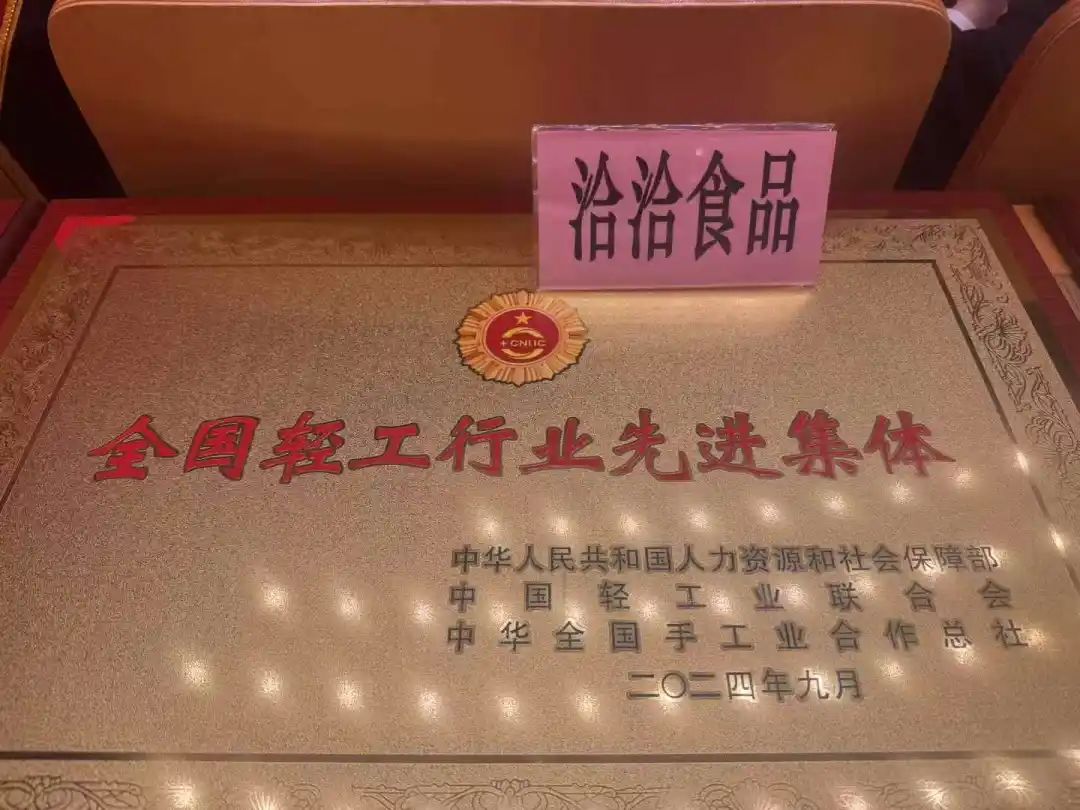 洽洽食品
CNLIC
全国轻工行业先进集体
中华人民共和国人力资源和社会保障部
中国轻工业联合会
中华全国手工业合作总社
二〇二四年九月